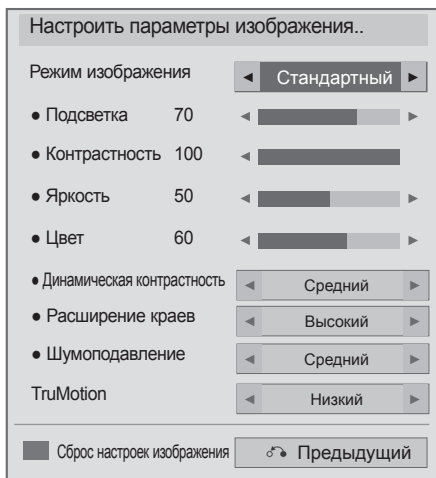 Настроить параметры изображения..
Режим изображения ◄ Стандартный ►
● Подсветка 70
● Контрастность 100
● Яркость 50
● Цвет 60
● Динамическая контрастность ◄ Средний ►
● Расширение краев ◄ Высокий ►
● Шумоподавление ◄ Средний ►
TruMotion ◄ Низкий ►
Сброс настроек изображения Предыдущий